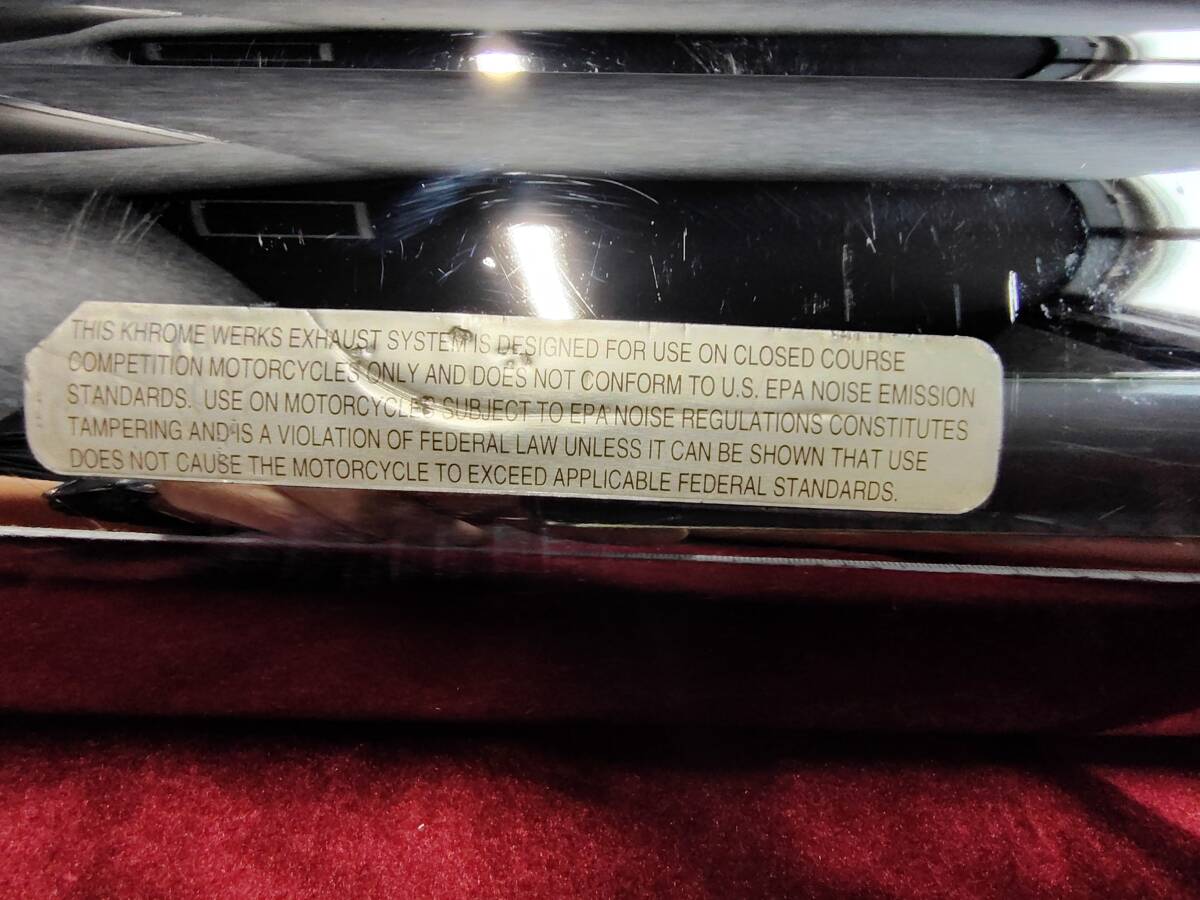 THIS KHROME WERKS EXHAUST SYSTEM IS DESIGNED FOR USE ON CLOSED COURSE
COMPETITION MOTORCYCLES ONLY AND DOES NOT CONFORM TO U.S. EPA NOISE EMISSION
STANDARDS. USE ON MOTORCYCLES SUBJECT TO EPA NOISE REGULATIONS CONSTITUTES
TAMPERING AND IS A VIOLATION OF FEDERAL LAW UNLESS IT CAN BE SHOWN THAT USE
DOES NOT CAUSE THE MOTORCYCLE TO EXCEED APPLICABLE FEDERAL STANDARDS.